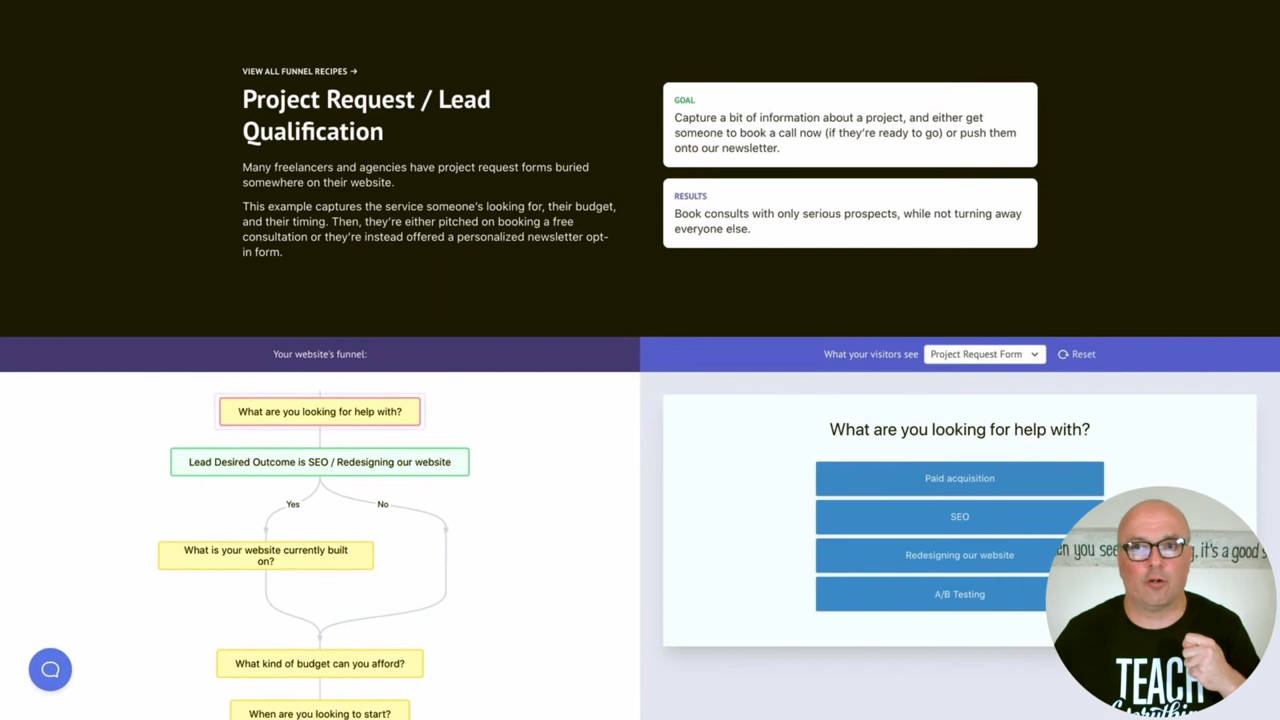 VIEW ALL FUNNEL RECIPES →
Project Request / Lead
Qualification
Many freelancers and agencies have project request forms buried
somewhere on their website.
This example captures the service someone's looking for, their budget,
and their timing. Then, they're either pitched on booking a free
consultation or they're instead offered a personalized newsletter opt-
in form.
GOAL
Capture a bit of information about a project, and either get
someone to book a call now (if they're ready to go) or push them
onto our newsletter.
RESULTS
Book consults with only serious prospects, while not turning away
everyone else.
Your website's funnel:
What are you looking for help with?
Lead Desired Outcome is SEO / Redesigning our website
Yes
No
What is your website currently built
on?
What kind of budget can you afford?
When are you looking to start?
What your visitors see
Project Request Form
Reset
What are you looking for help with?
Paid acquisition
SEO
Redesigning our website
A/B Testing
you see
it's a good
TEACH